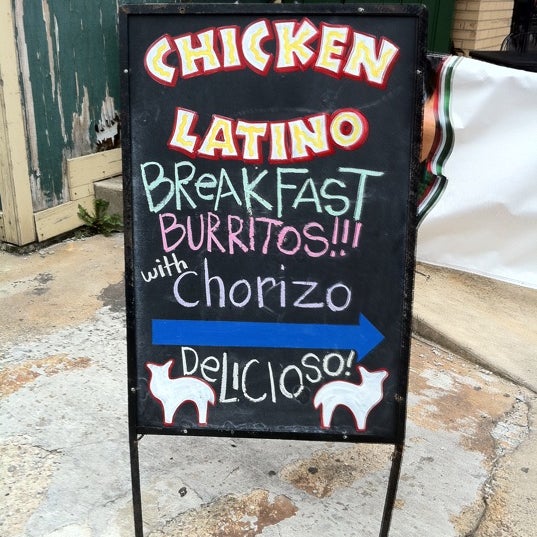 CHICKEN
LATINO
BREAKFAST
BURRITOS!!!
with Chorizo
DELICIOSO!